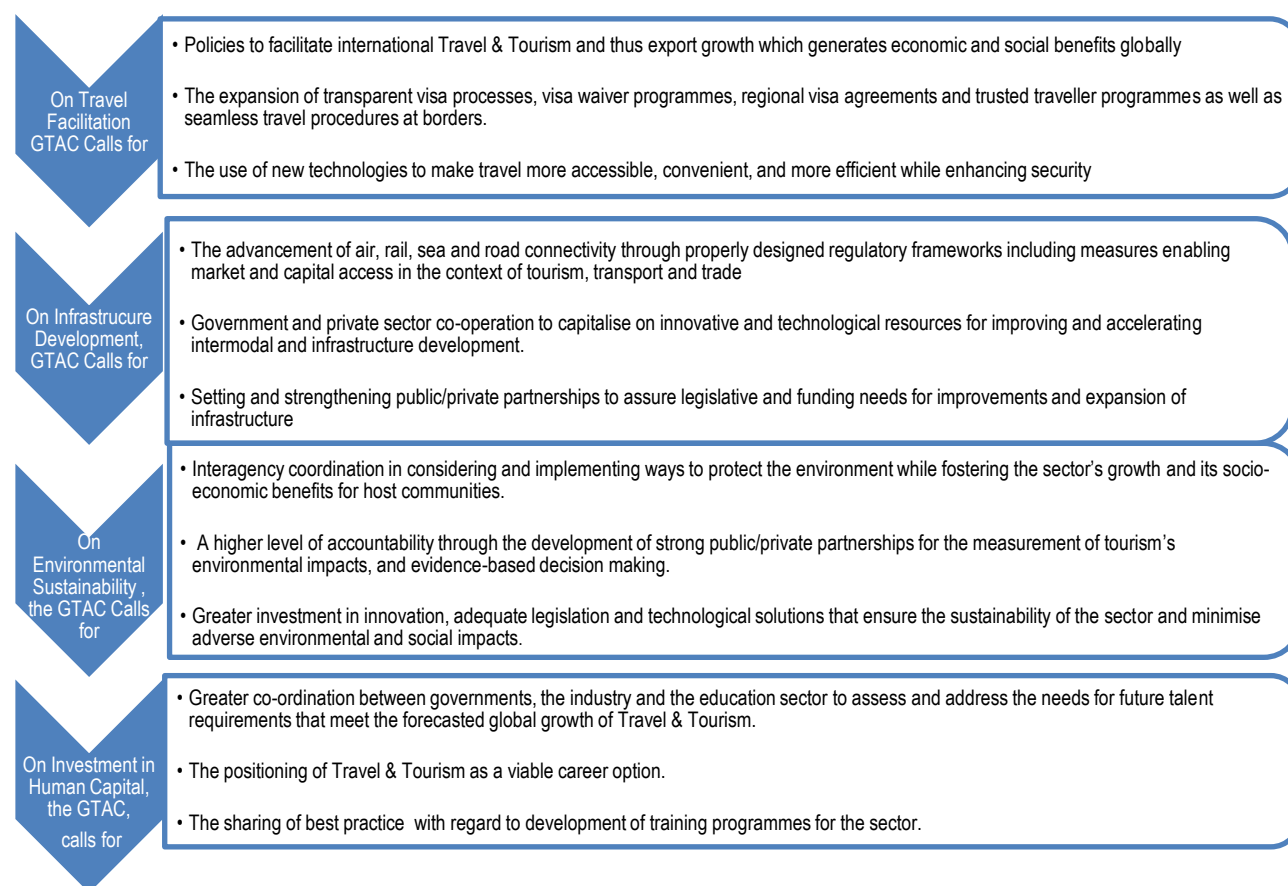 On Travel
Facilitation
GTAC Calls for
• Policies to facilitate international Travel & Tourism and thus export growth which generates economic and social benefits globally
• The expansion of transparent visa processes, visa waiver programmes, regional visa agreements and trusted traveller programmes as well as
seamless travel procedures at borders.
• The use of new technologies to make travel more accessible, convenient, and more efficient while enhancing security
On Infrastrucure
Development,
GTAC Calls for
• The advancement of air, rail, sea and road connectivity through properly designed regulatory frameworks including measures enabling
market and capital access in the context of tourism, transport and trade
• Government and private sector co-operation to capitalise on innovative and technological resources for improving and accelerating
intermodal and infrastructure development.
• Setting and strengthening public/private partnerships to assure legislative and funding needs for improvements and expansion of
infrastructure
On
Environmental
Sustainability ,
the GTAC Calls
for
• Interagency coordination in considering and implementing ways to protect the environment while fostering the sector's growth and its socio-
economic benefits for host communities.
• A higher level of accountability through the development of strong public/private partnerships for the measurement of tourism's
environmental impacts, and evidence-based decision making.
• Greater investment in innovation, adequate legislation and technological solutions that ensure the sustainability of the sector and minimise
adverse environmental and social impacts.
On Investment in
Human Capital,
the GTAC,
calls for
• Greater co-ordination between governments, the industry and the education sector to assess and address the needs for future talent
requirements that meet the forecasted global growth of Travel & Tourism.
• The positioning of Travel & Tourism as a viable career option.
• The sharing of best practice with regard to development of training programmes for the sector.